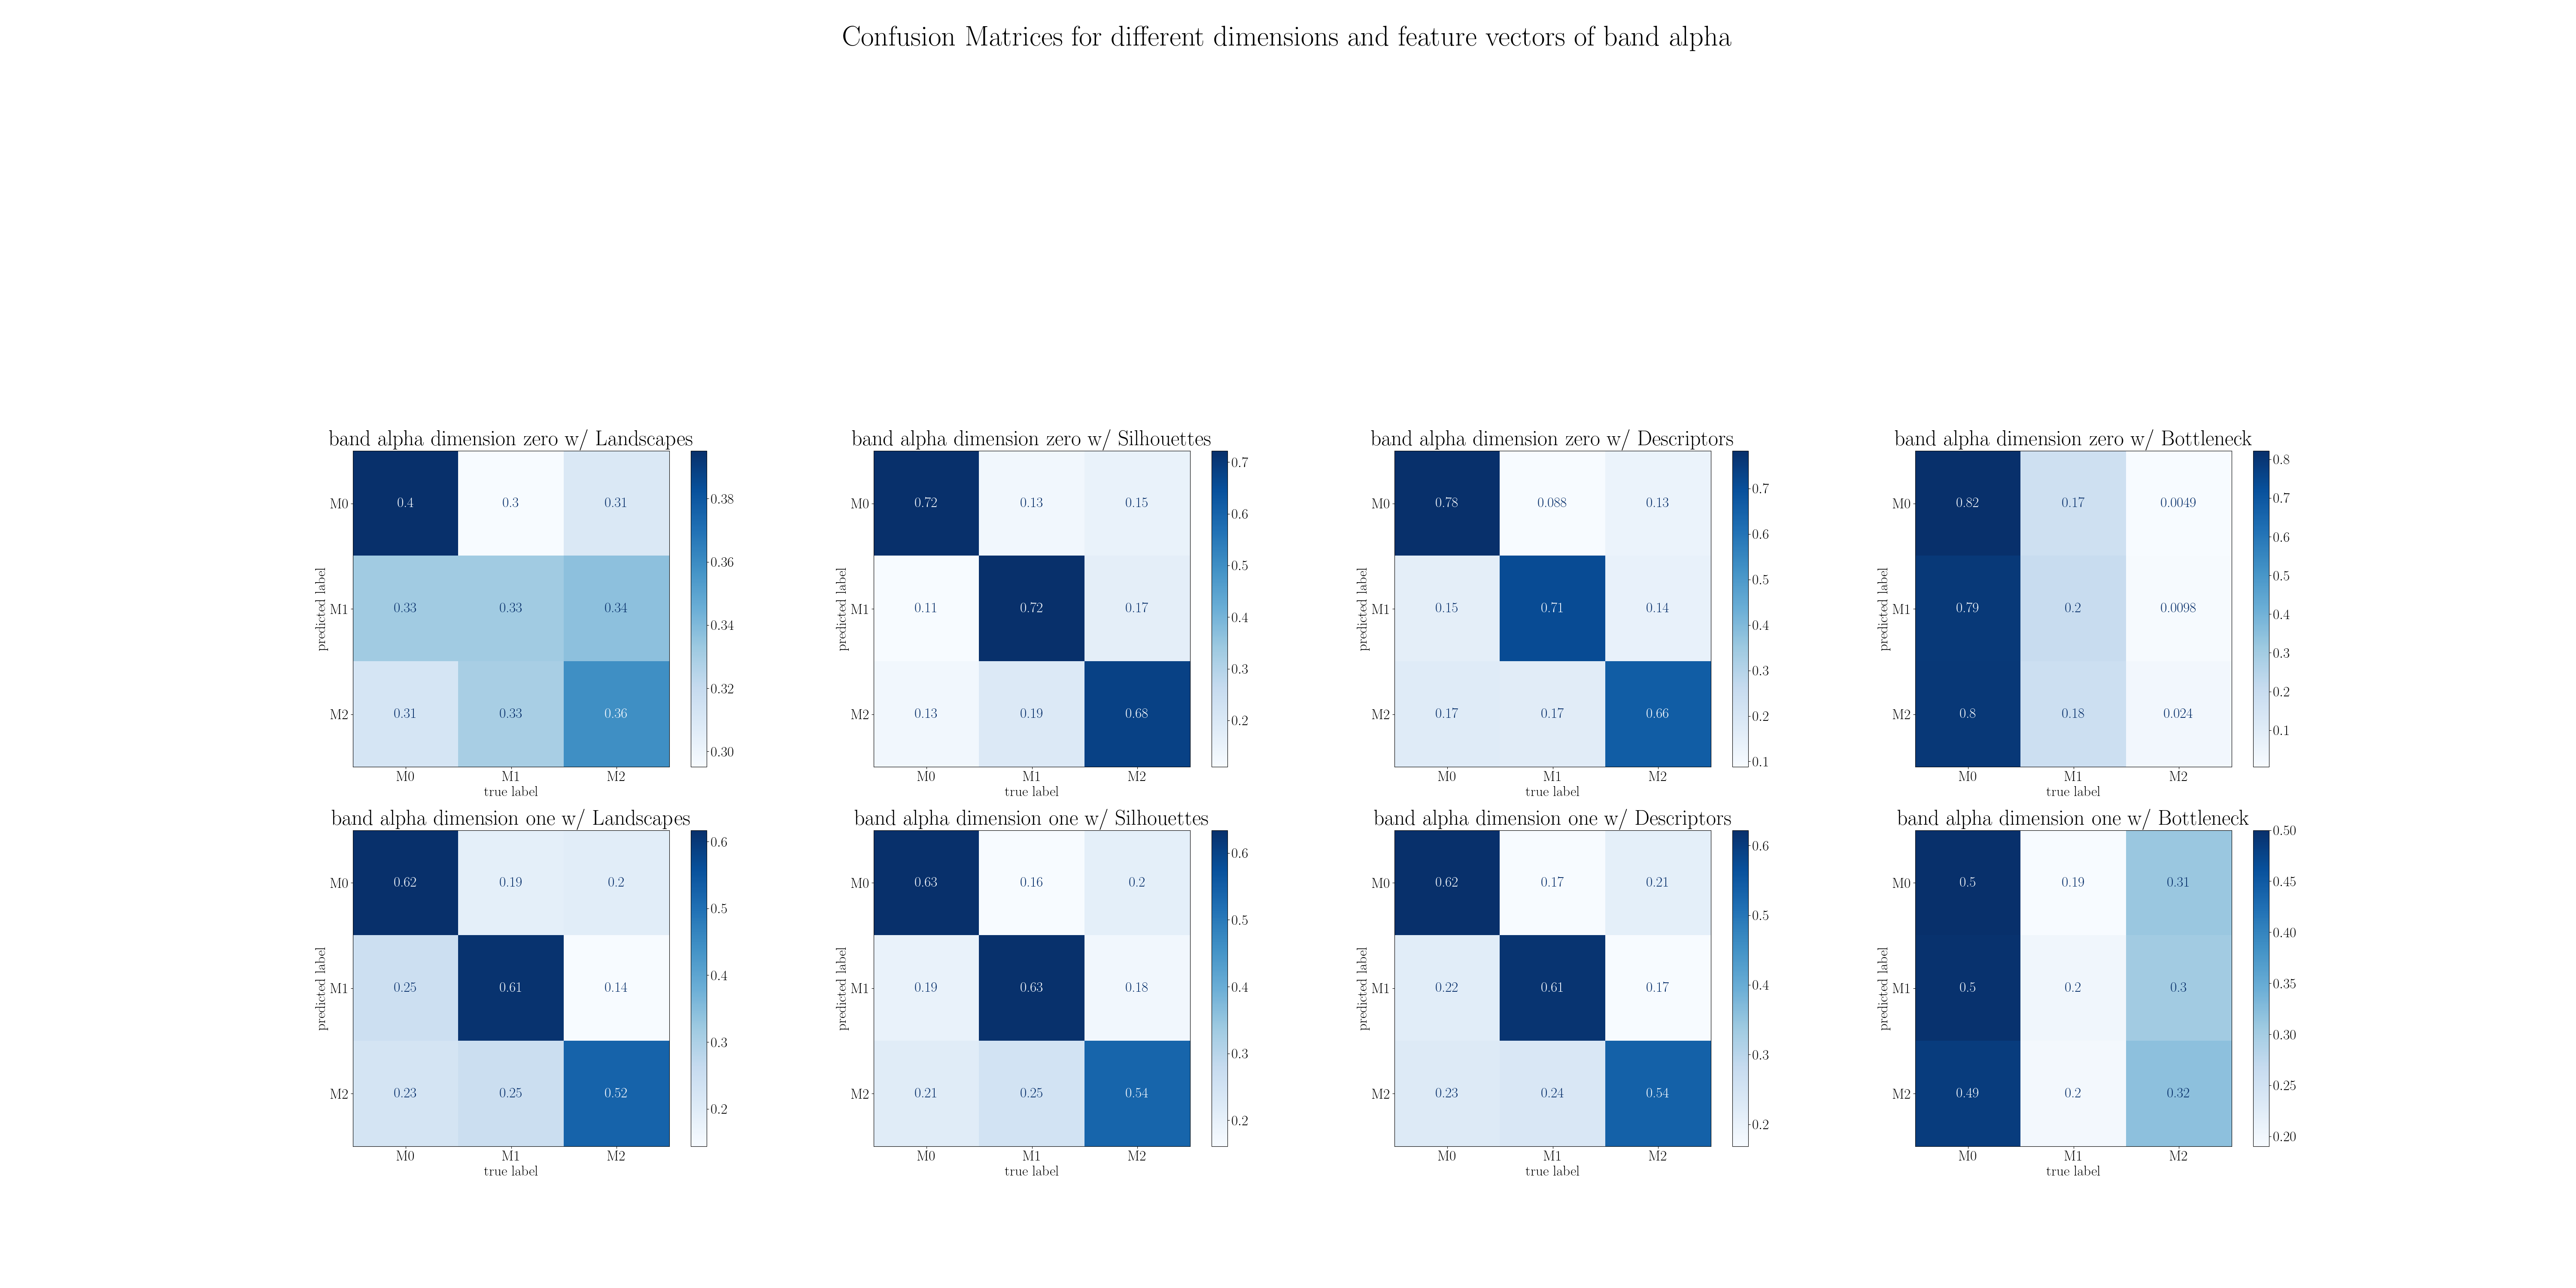 Confusion Matrices for different dimensions and feature vectors of band alpha
band alpha dimension zero w/ Landscapes
predicted label
M0 0.4 0.3 0.31
M1 0.33 0.33 0.34
M2 0.31 0.33 0.36
M0 M1 M2
true label
0.38
0.36
0.34
0.32
0.30
band alpha dimension zero w/ Silhouettes
predicted label
M0 0.72 0.13 0.15
M1 0.11 0.72 0.17
M2 0.13 0.19 0.68
M0 M1 M2
true label
0.7
0.6
0.5
0.4
0.3
0.2
band alpha dimension zero w/ Descriptors
predicted label
M0 0.78 0.088 0.13
M1 0.15 0.71 0.14
M2 0.17 0.17 0.66
M0 M1 M2
true label
0.7
0.6
0.5
0.4
0.3
0.2
0.1
band alpha dimension zero w/ Bottleneck
predicted label
M0 0.82 0.17 0.0049
M1 0.79 0.2 0.0098
M2 0.8 0.18 0.024
M0 M1 M2
true label
0.8
0.7
0.6
0.5
0.4
0.3
0.2
0.1
band alpha dimension one w/ Landscapes
predicted label
M0 0.62 0.19 0.2
M1 0.25 0.61 0.14
M2 0.23 0.25 0.52
M0 M1 M2
true label
0.6
0.5
0.4
0.3
0.2
band alpha dimension one w/ Silhouettes
predicted label
M0 0.63 0.16 0.2
M1 0.19 0.63 0.18
M2 0.21 0.25 0.54
M0 M1 M2
true label
0.6
0.5
0.4
0.3
0.2
band alpha dimension one w/ Descriptors
predicted label
M0 0.62 0.17 0.21
M1 0.22 0.61 0.17
M2 0.23 0.24 0.54
M0 M1 M2
true label
0.6
0.5
0.4
0.3
0.2
band alpha dimension one w/ Bottleneck
predicted label
M0 0.5 0.19 0.31
M1 0.5 0.2 0.3
M2 0.49 0.2 0.32
M0 M1 M2
true label
0.50
0.45
0.40
0.35
0.30
0.25
0.20